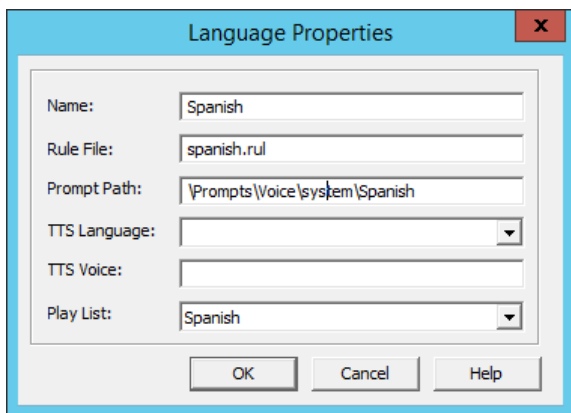 Language Properties
x
Name: Spanish
Rule File: spanish.rul
Prompt Path: \Prompts\Voice\system\Spanish
TTS Language:
TTS Voice:
Play List: Spanish
OK Cancel Help